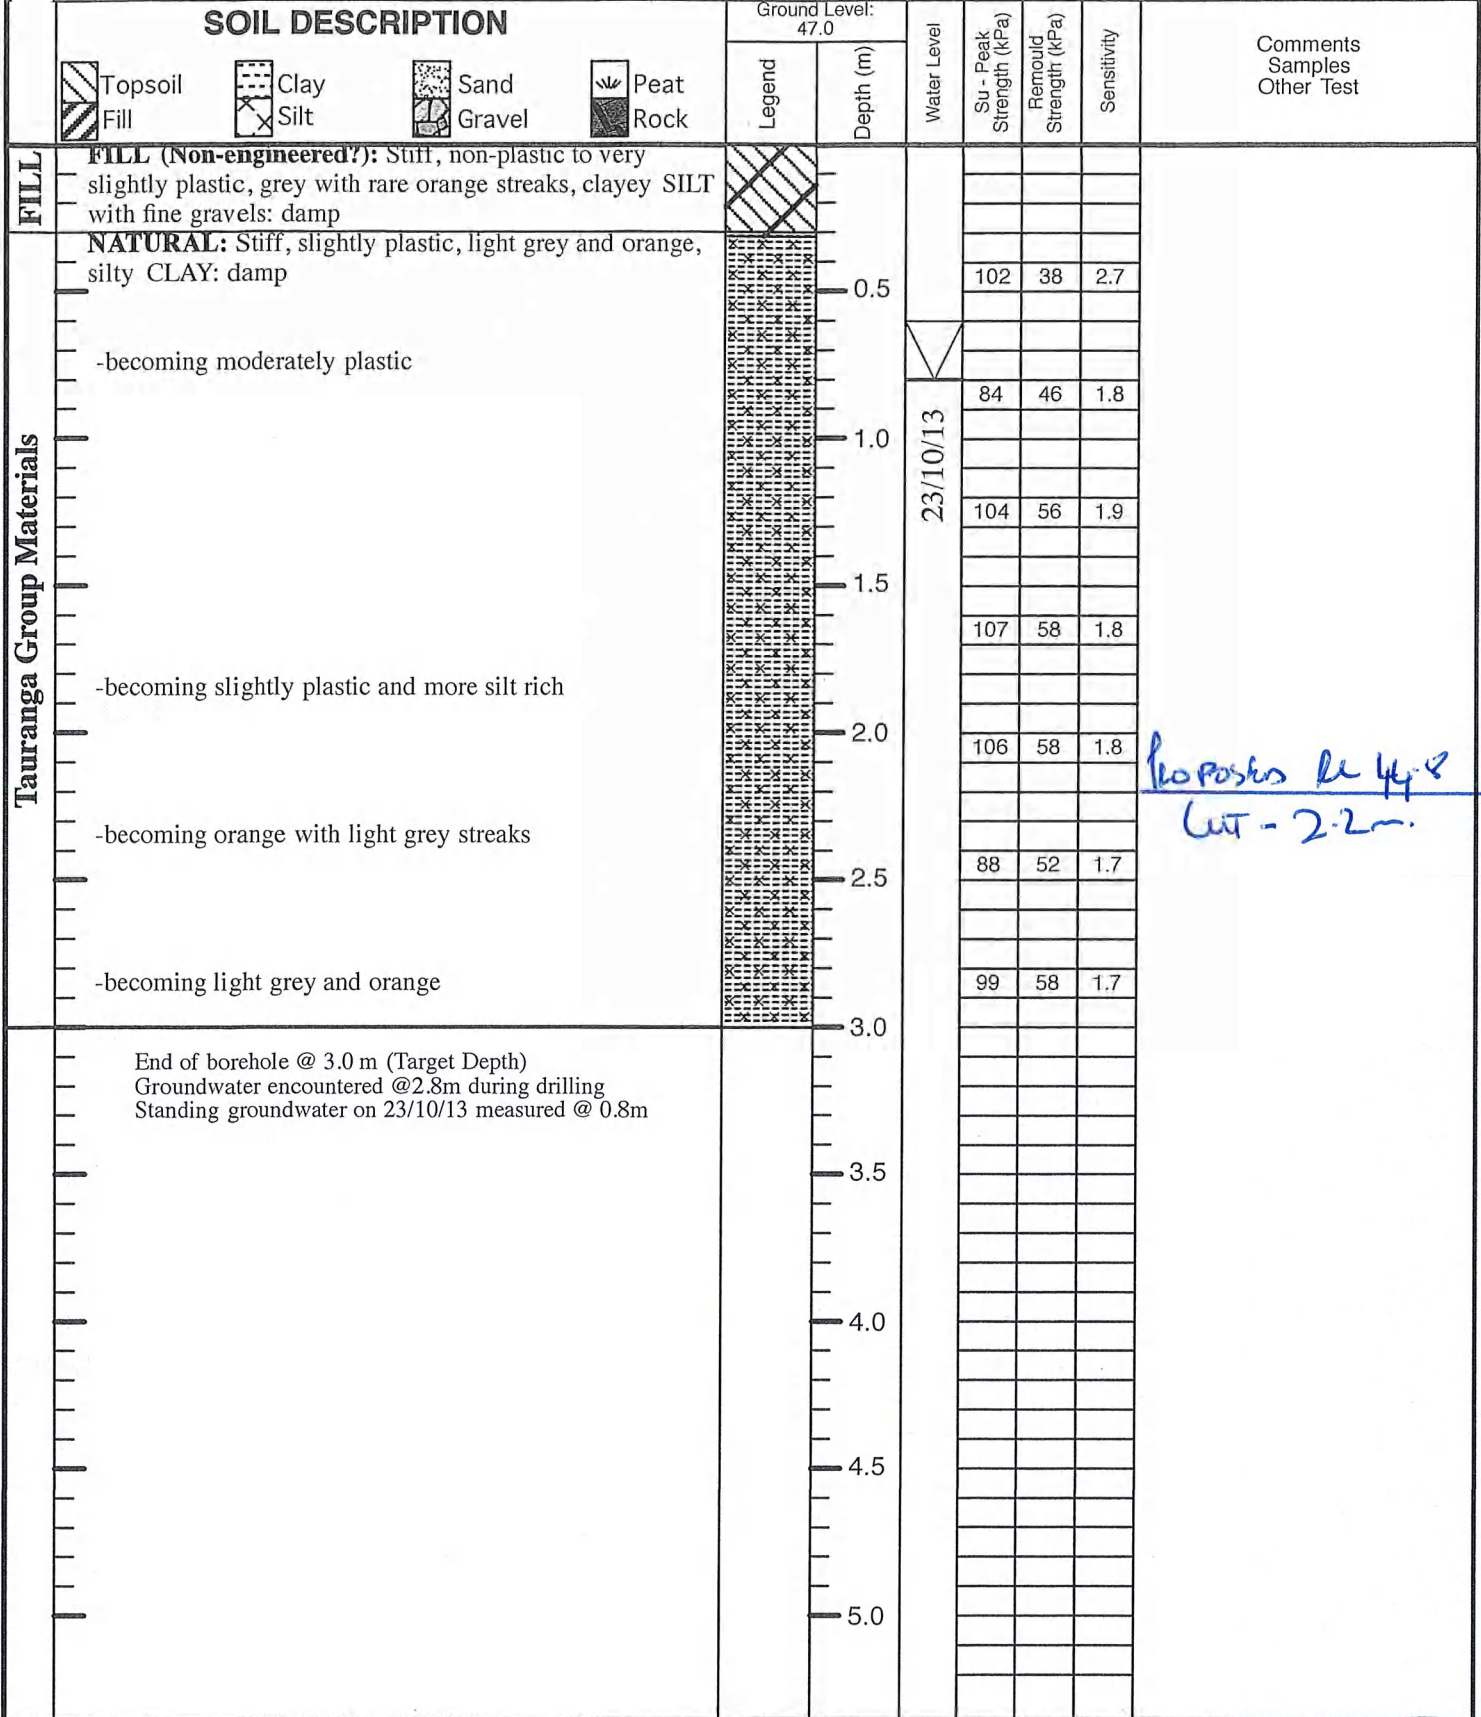 SOIL DESCRIPTION
Topsoil
Clay
Sand
Peat
Fill
Silt
Gravel
Rock
Ground Level:
47.0
Legend
Depth (m)
Water Level
Su - Peak
Strength (kPa)
Remould
Strength (kPa)
Sensitivity
Comments
Samples
Other Test
FILL
FILL (Non-engineered?): Stiff, non-plastic to very
slightly plastic, grey with rare orange streaks, clayey SILT
with fine gravels: damp
Tauranga Group Materials
NATURAL: Stiff, slightly plastic, light grey and orange,
silty CLAY: damp
0.5
102 38 2.7
-becoming moderately plastic
84 46 1.8
1.0
23/10/13
104 56 1.9
1.5
107 58 1.8
-becoming slightly plastic and more silt rich
2.0
106 58 1.8
Proposed RL 44.8
Cut - 2.2m.
-becoming orange with light grey streaks
88 52 1.7
2.5
-becoming light grey and orange
99 58 1.7
3.0
End of borehole @ 3.0 m (Target Depth)
Groundwater encountered @2.8m during drilling
Standing groundwater on 23/10/13 measured @ 0.8m
3.5
4.0
4.5
5.0